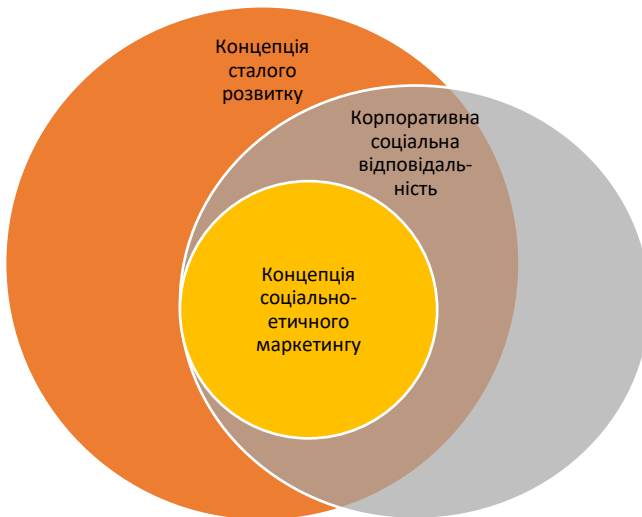 Концепція
сталого
розвитку
Корпоративна
соціальна
відповідаль-
ність
Концепція
соціально-
етичного
маркетингу